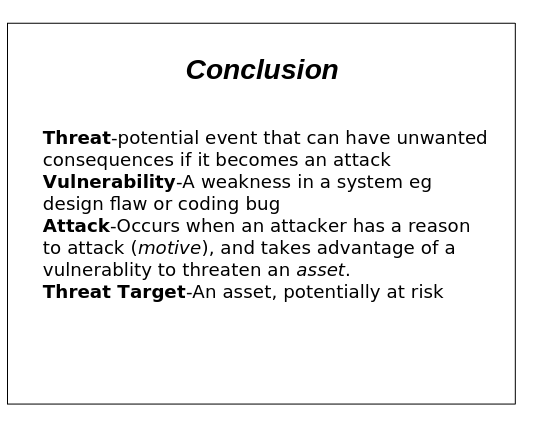 Conclusion
Threat-potential event that can have unwanted
consequences if it becomes an attack
Vulnerability-A weakness in a system eg
design flaw or coding bug
Attack-Occurs when an attacker has a reason
to attack (motive), and takes advantage of a
vulnerablity to threaten an asset.
Threat Target-An asset, potentially at risk